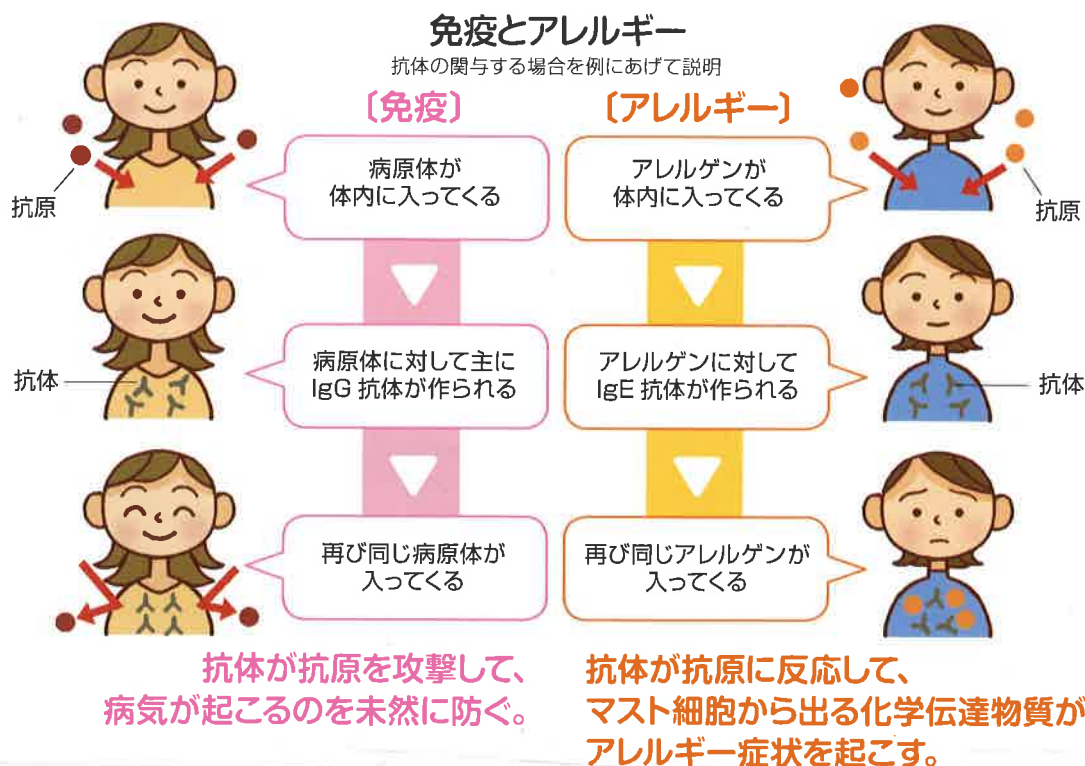 免疫とアレルギー
抗体の関与する場合を例にあげて説明
〔免疫〕
病原体が
体内に入ってくる
抗原
病原体に対して主に
IgG 抗体が作られる
抗体
再び同じ病原体が
入ってくる
抗体が抗原を攻撃して、
病気が起こるのを未然に防ぐ。
〔アレルギー〕
アレルゲンが
体内に入ってくる
抗原
アレルゲンに対して
IgE 抗体が作られる
抗体
再び同じアレルゲンが
入ってくる
抗体が抗原に反応して、
マスト細胞から出る化学伝達物質が
アレルギー症状を起こす。